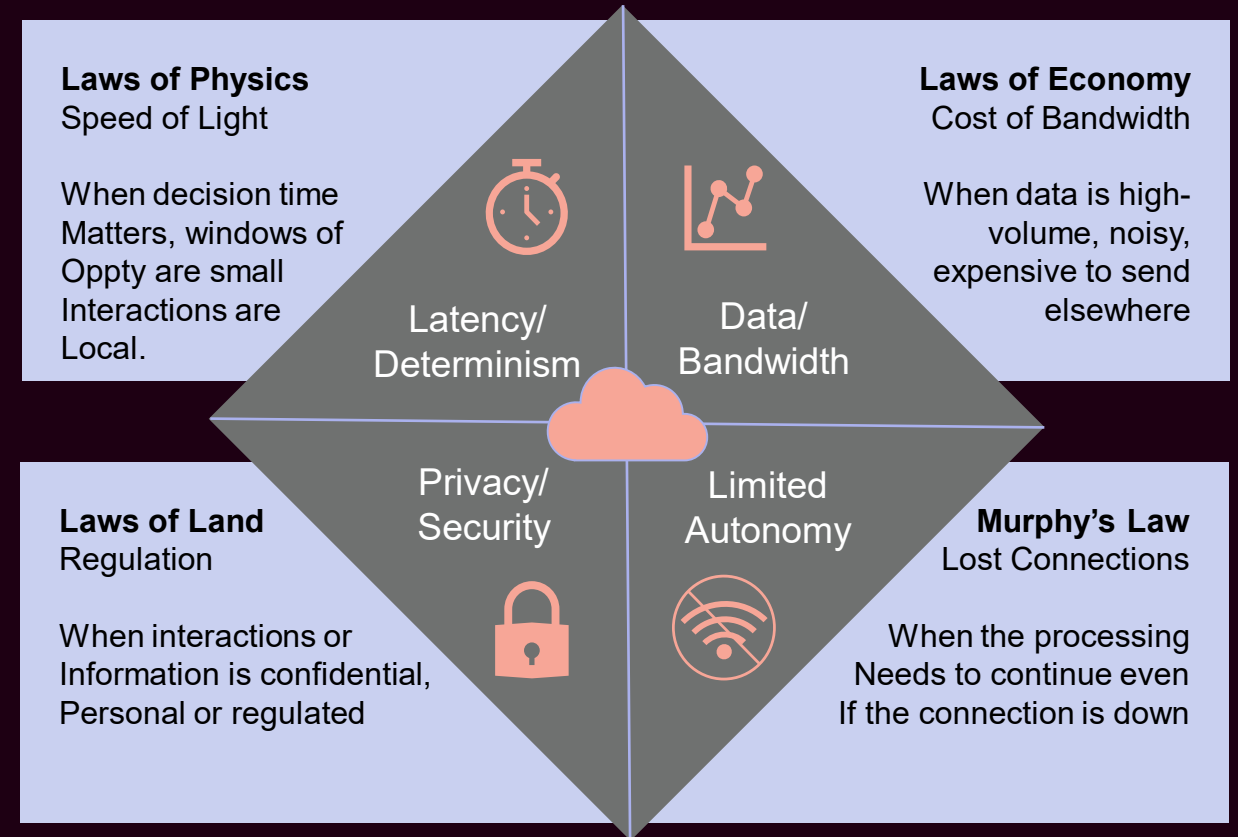 Laws of Physics
Speed of Light
When decision time
Matters, windows of
Oppty are small
Interactions are
Local.
Latency/
Determinism
Data/
Bandwidth
Laws of Economy
Cost of Bandwidth
When data is high-
volume, noisy,
expensive to send
elsewhere
Laws of Land
Regulation
When interactions or
Information is confidential,
Personal or regulated
Privacy/
Security
Limited
Autonomy
Murphy’s Law
Lost Connections
When the processing
Needs to continue even
If the connection is down